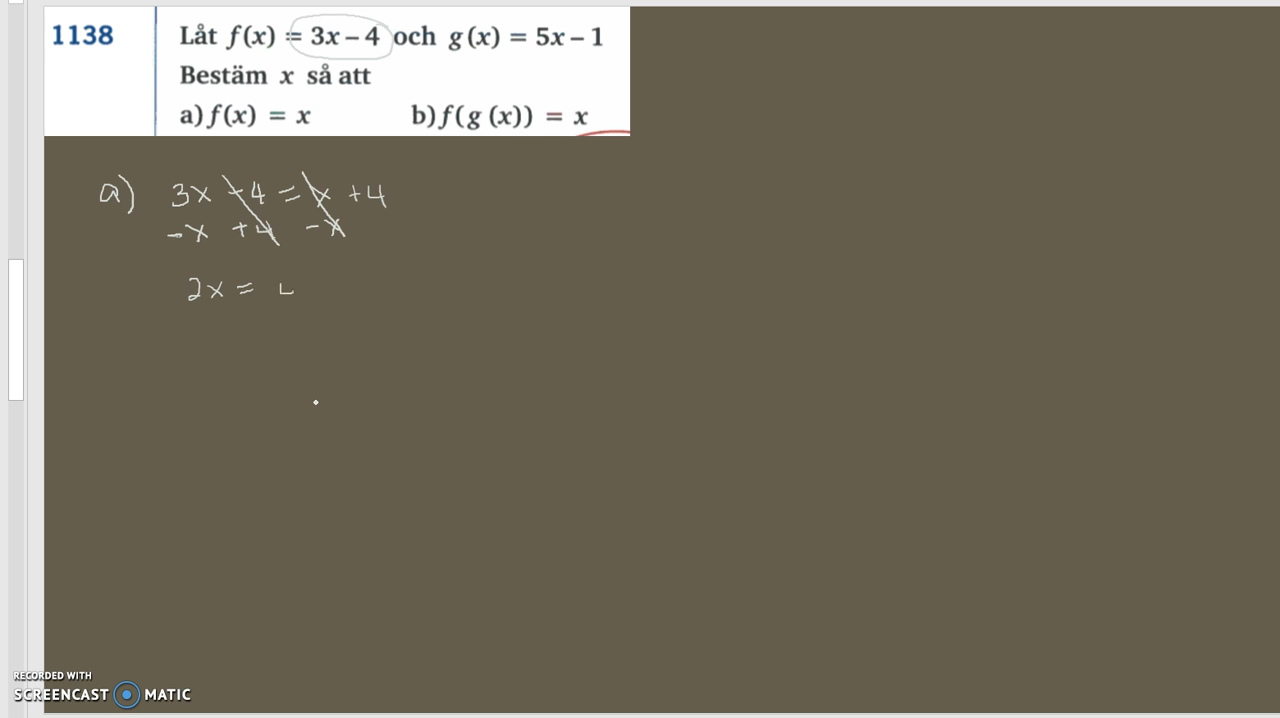 1138 Låt f(x) = 3x – 4 och g(x) = 5x – 1
Bestäm x så att
a) f(x) = x b) f(g(x)) = x
a) 3x -4 = x +4
-x +4 -x
2x =
RECORDED WITH
SCREENCAST MATIC